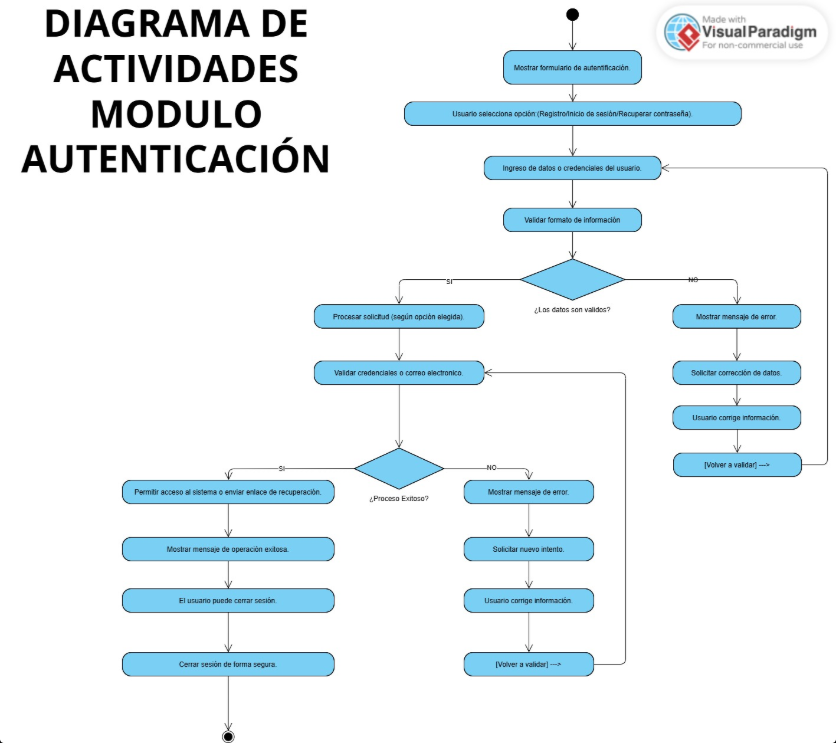 DIAGRAMA DE
ACTIVIDADES
MODULO
AUTENTICACIÓN
Made with
VisualParadigm
For non-commercial use
Mostrar formulario de autentificación.
Usuario selecciona opción:(Registro/Inicio de sesión/Recuperar contraseña).
Ingreso de datos o credenciales del usuario.
Validar formato de información
SI
NO
¿Los datos son validos?
Procesar solicitud (según opción elegida).
Mostrar mensaje de error.
Validar credenciales o correo electronico.
Solicitar corrección de datos.
Usuario corrige información.
[Volver a validar] —>
SI
NO
¿Proceso Exitoso?
Permitir acceso al sistema o enviar enlace de recuperación.
Mostrar mensaje de error.
Mostrar mensaje de operación exitosa.
Solicitar nuevo intento.
El usuario puede cerrar sesión.
Usuario corrige información.
Cerrar sesión de forma segura.
[Volver a validar] —>